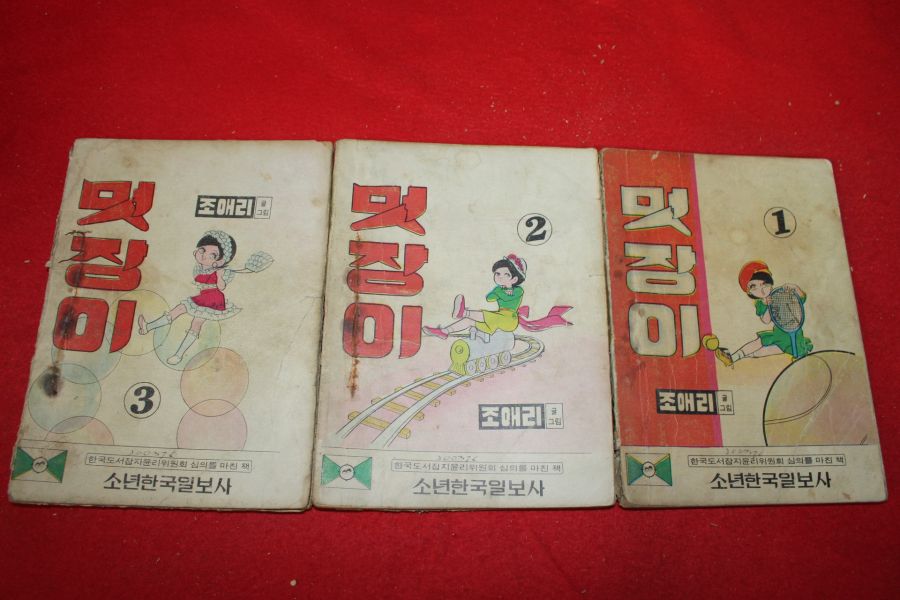 멋장이
조애리
글
그림
3
한국도서잡지윤리위원회 심의를 마친 책
소년한국일보사
멋장이
2
조애리
글
그림
한국도서잡지윤리위원회 심의를 마친 책
소년한국일보사
멋장이
1
조애리
글
그림
한국도서잡지윤리위원회 심의를 마친 책
소년한국일보사